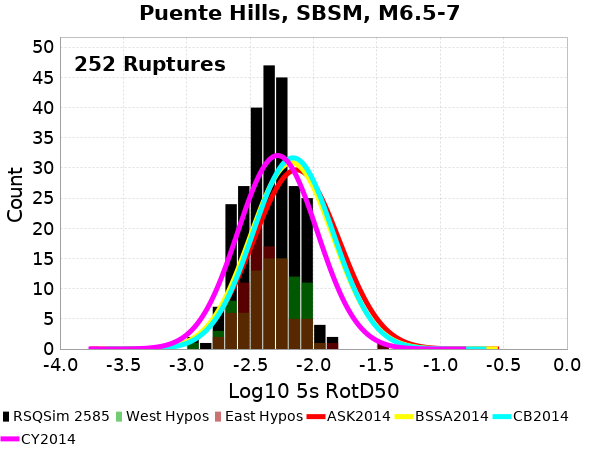 Puente Hills, SBSM, M6.5-7
252 Ruptures
50
45
40
35
30
25
20
15
10
5
0
Count
-4.0 -3.5 -3.0 -2.5 -2.0 -1.5 -1.0 -0.5 0.0
Log10 5s RotD50
RSQSim 2585 West Hypos East Hypos ASK2014 BSSA2014 CB2014
CY2014